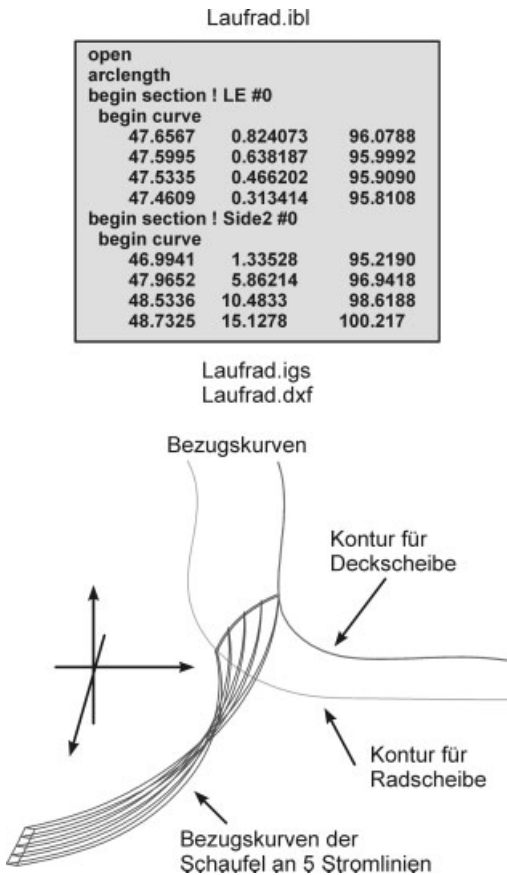 Laufrad.ibl
open
arclength
begin section ! LE #0
begin curve
47.6567 0.824073 96.0788
47.5995 0.638187 95.9992
47.5335 0.466202 95.9090
47.4609 0.313414 95.8108
begin section ! Side2 #0
begin curve
46.9941 1.33528 95.2190
47.9652 5.86214 96.9418
48.5336 10.4833 98.6188
48.7325 15.1278 100.217
Laufrad.igs
Laufrad.dxf
Bezugskurven
Kontur für
Deckscheibe
Kontur für
Radscheibe
Bezugskurven der
Schaufel an 5 Stromlinien